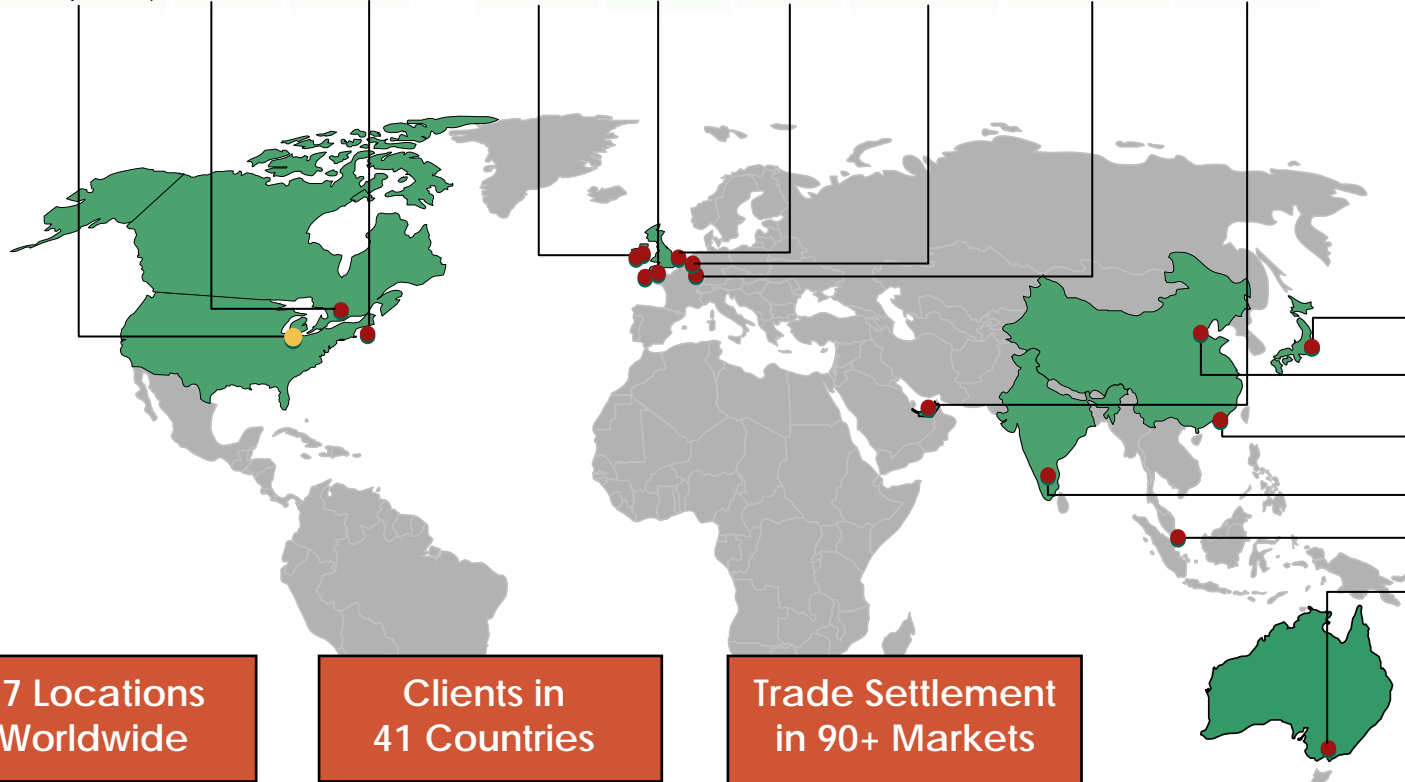 7 Locations
Worldwide
Clients in
41 Countries
Trade Settlement
in 90+ Markets